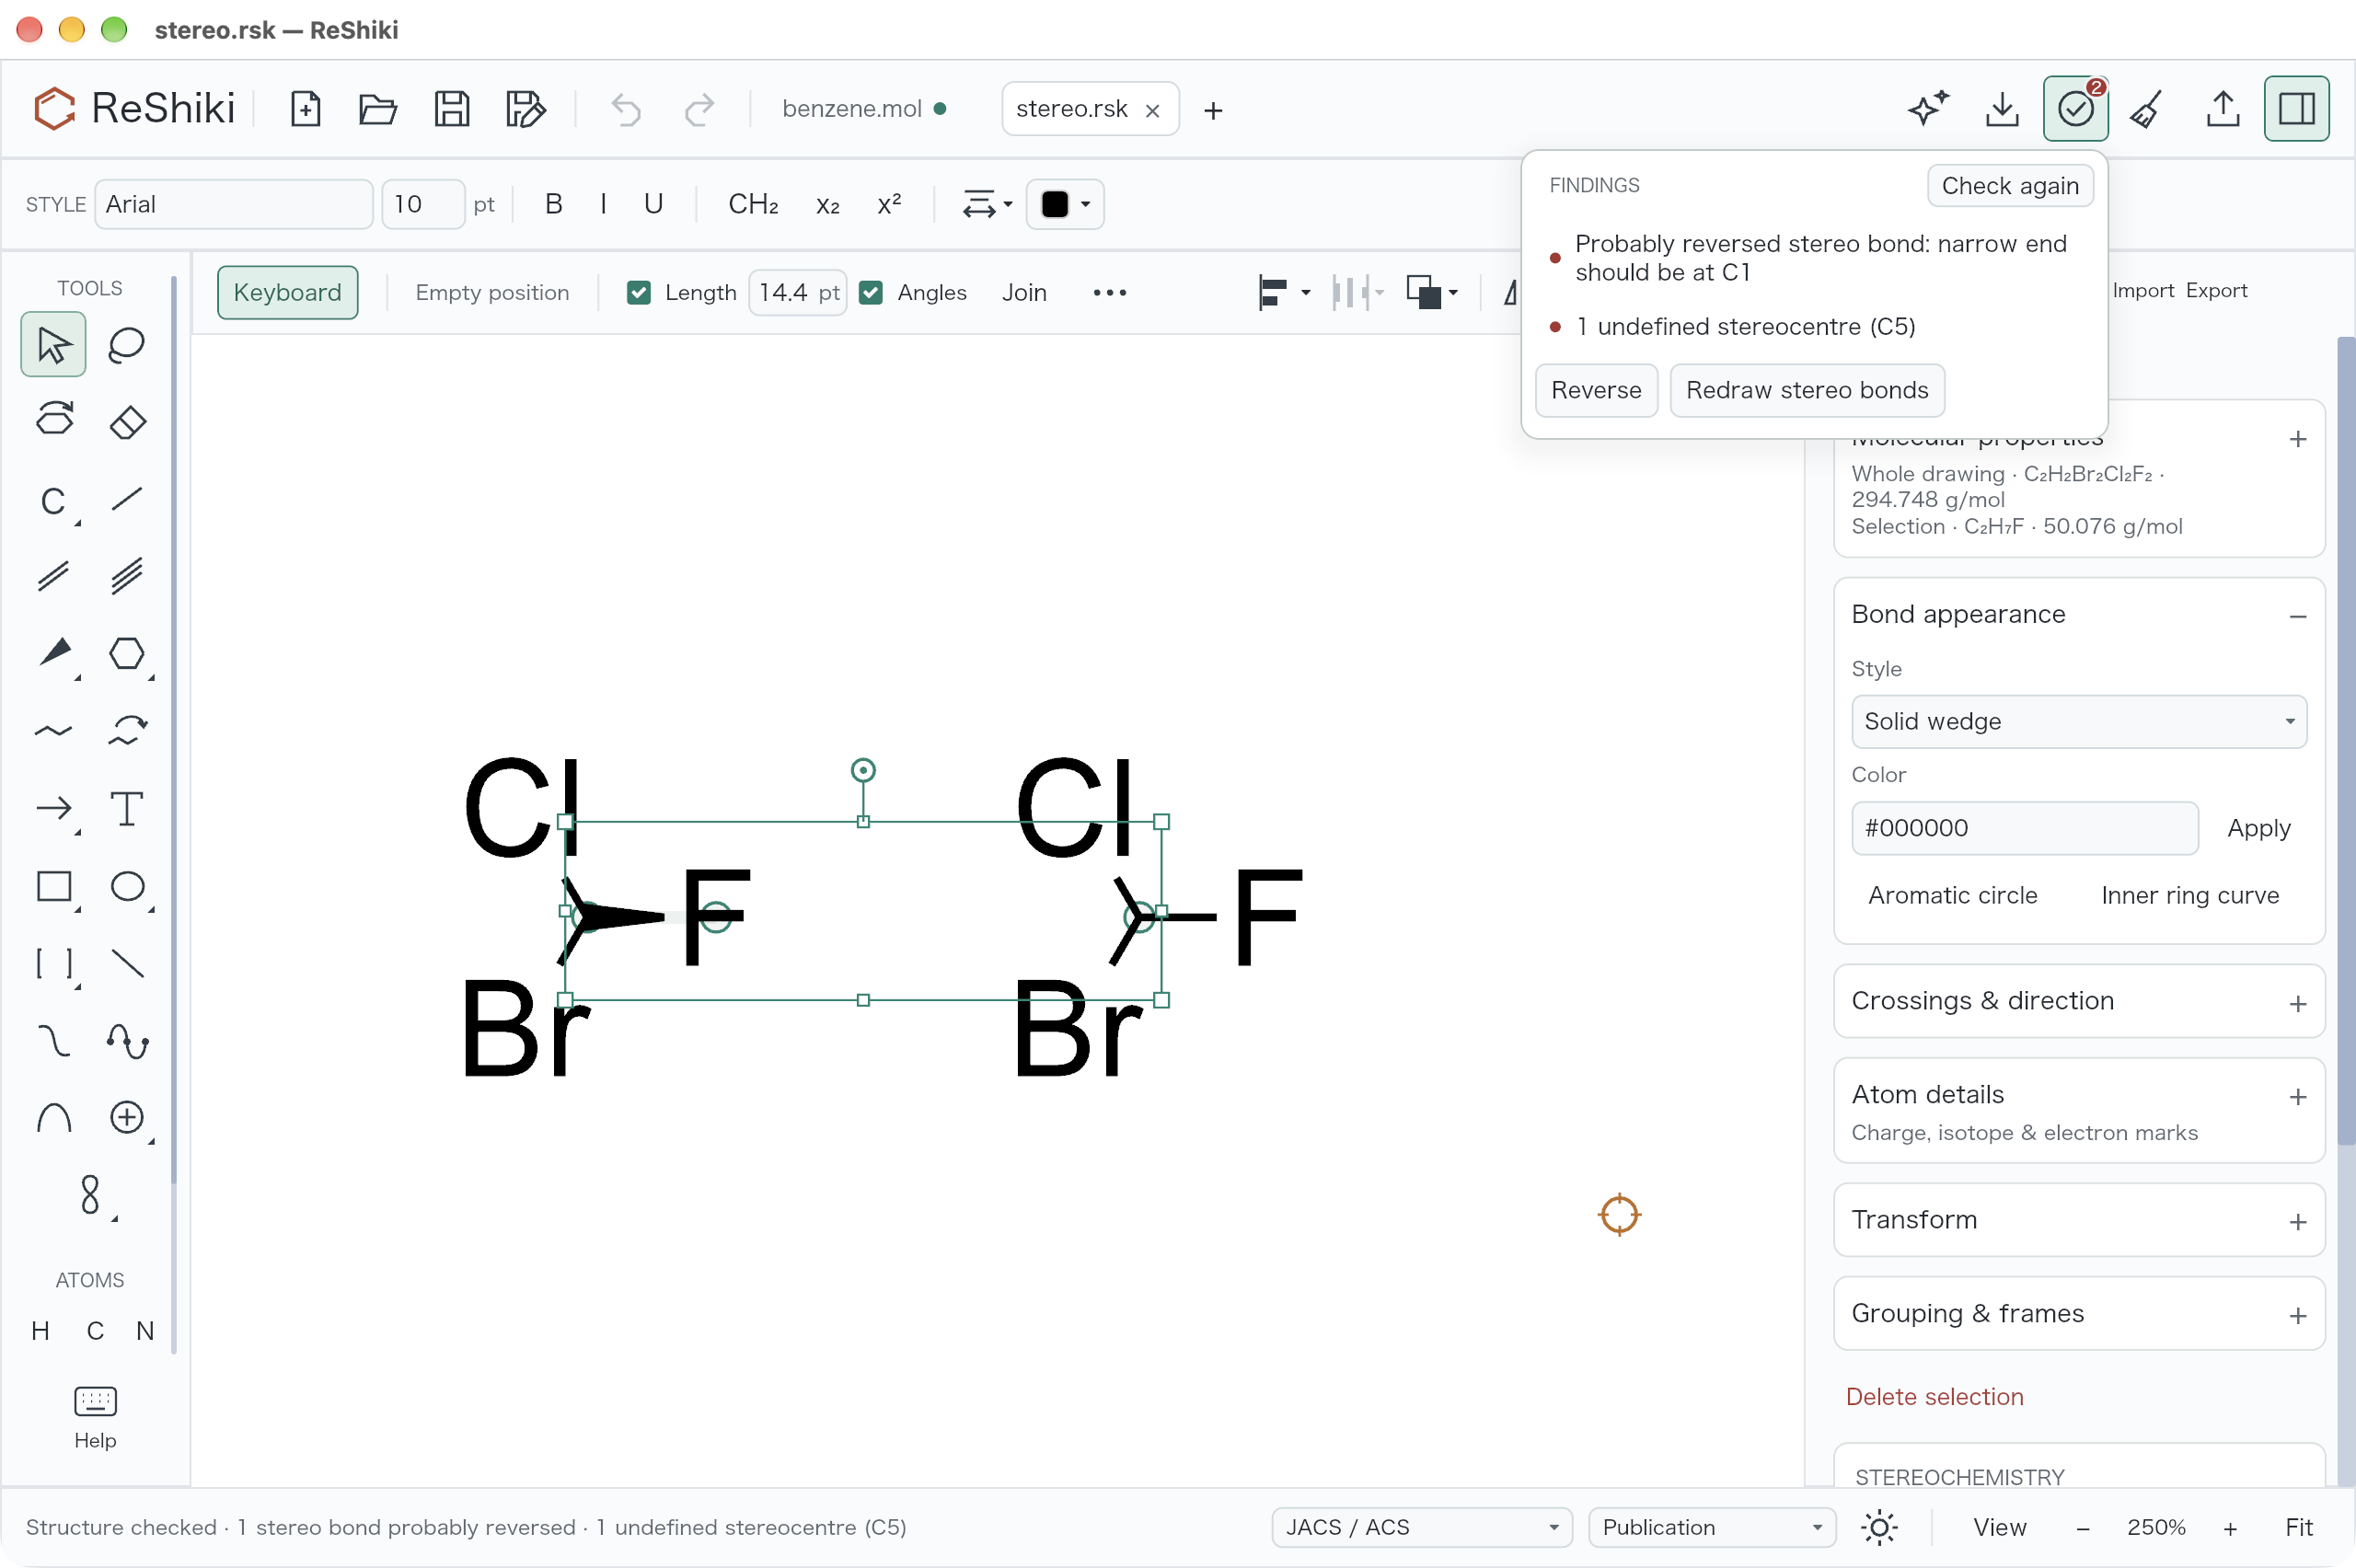 stereo.rsk — ReShiki
ReShiki
benzene.mol
stereo.rsk
2
STYLE
Arial
10
pt
B
I
U
CH₂
x₂
x²
FINDINGS
Check again
Probably reversed stereo bond: narrow end
should be at C1
1 undefined stereocentre (C5)
Reverse
Redraw stereo bonds
TOOLS
Keyboard
Empty position
Length
14.4 pt
Angles
Join
Import
Export
C
T
Molecular properties
Whole drawing · C₂H₂Br₂Cl₂F₂ ·
294.748 g/mol
Selection · C₂H₇F · 50.076 g/mol
Bond appearance
Style
Solid wedge
Color
#000000
Apply
Aromatic circle
Inner ring curve
Crossings & direction
Atom details
Charge, isotope & electron marks
Transform
Grouping & frames
Delete selection
STEREOCHEMISTRY
Cl
F
Br
Cl
F
Br
ATOMS
H
C
N
Help
Structure checked · 1 stereo bond probably reversed · 1 undefined stereocentre (C5)
JACS / ACS
Publication
View
−
250%
+
Fit